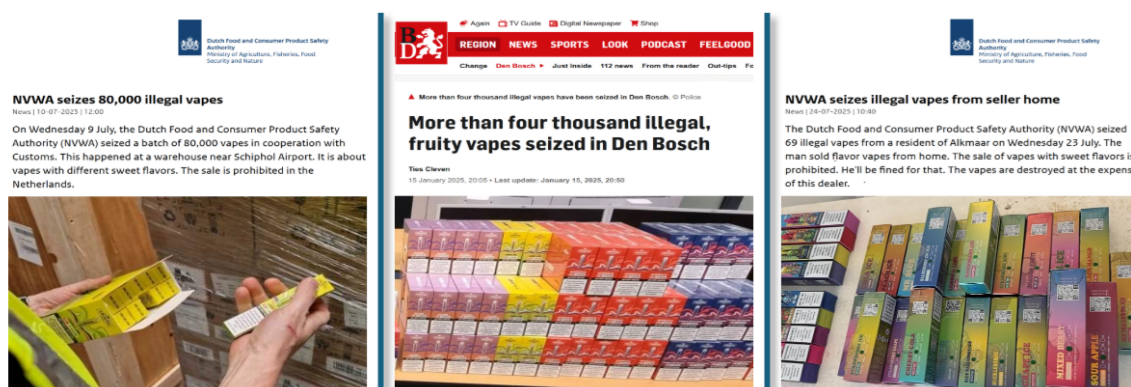 Dutch Food and Consumer Product Safety
Authority
Ministry of Agriculture, Fisheries, Food
Security and Nature
NVWA seizes 80,000 illegal vapes
News | 10-07-2025 | 12:00
On Wednesday 9 July, the Dutch Food and Consumer Product Safety
Authority (NVWA) seized a batch of 80,000 vapes in cooperation with
Customs. This happened at a warehouse near Schiphol Airport. It is about
vapes with different sweet flavors. The sale is prohibited in the
Netherlands.
Again TV Guide Digital Newspaper Shop
BD
REGION NEWS SPORTS LOOK PODCAST FEELGOOD
Change Den Bosch Just Inside 112 news From the reader Out-tips
More than four thousand illegal vapes have been seized in Den Bosch. © Police
More than four thousand illegal,
fruity vapes seized in Den Bosch
Ties Cleven
15 January 2025, 20:05 • Last update: January 15, 2025, 20:50
Dutch Food and Consumer Product Safety
Authority
Ministry of Agriculture, Fisheries, Food
Security and Nature
NVWA seizes illegal vapes from seller home
News | 24-07-2025 | 10:40
The Dutch Food and Consumer Product Safety Authority (NVWA) seized
69 illegal vapes from a resident of Alkmaar on Wednesday 23 July. The
man sold flavor vapes from home. The sale of vapes with sweet flavors is
prohibited. He'll be fined for that. The vapes are destroyed at the expens
of this dealer.
MIXED BERRY
SOUR APPLE